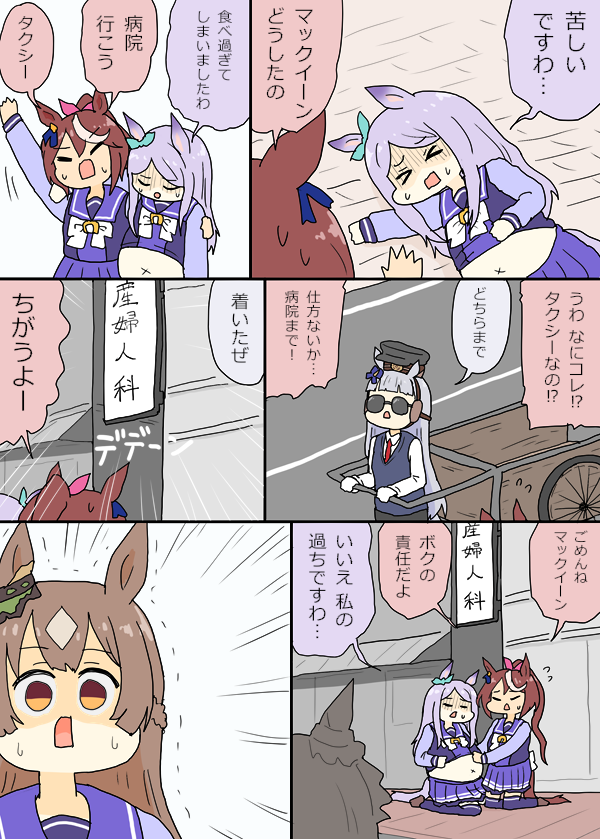 苦しい
ですわ…
マックイーン
どうしたの
食べ過ぎて
しまいましたわ
病院
行こう
タクシー
うわ なにコレ!?
タクシーなの!?
どちらまで
仕方ないか…
病院まで!
着いたぜ
産婦人科
デデーン
ちがうよー
ごめんね
マックイーン
ボクの
責任だよ
産婦人科
いいえ 私の
過ちですわ…